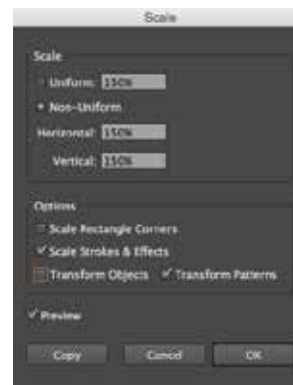 Scale
Scale
Uniform: 150%
Non-Uniform
Horizontal: 150%
Vertical: 150%
Options
Scale Rectangle Corners
Scale Strokes & Effects
Transform Objects Transform Patterns
Preview
Copy Cancel OK